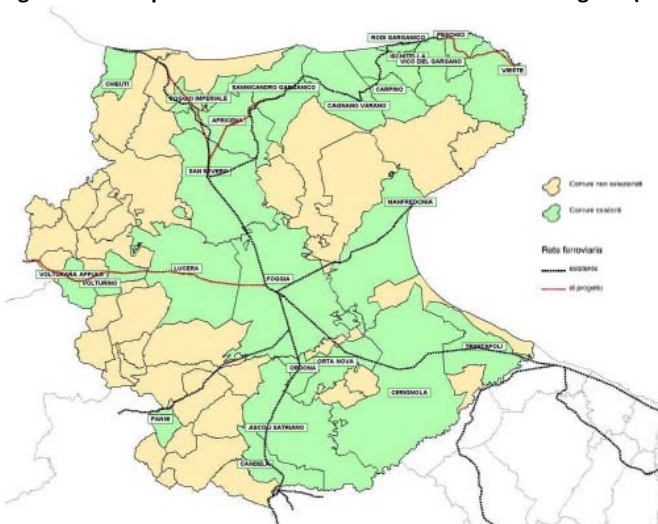 RODI GARGANICO
PESCHICI
ISCHITELLA
VICO DEL GARGANO
VIESTE
CHIEUTI
SANNICANDRO GARGANICO
CARPINO
POGGIO IMPERIALE
CAGNANO VARANO
APRICENA
SAN SEVERO
MANFREDONIA
Comuni non selezionati
Comuni esistenti
Rete ferroviaria
esistente
di progetto
VOLTURARA APPULA
LUCERA
VOLTURINO
FOGGIA
TRINITAPOLI
ORTA NOVA
ORDONA
CERIGNOLA
PANNI
ASCOLI SATRIANO
CANDELA